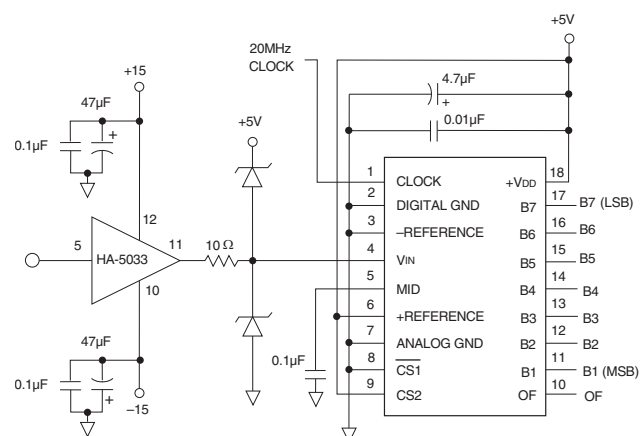 +5V
20MHz
CLOCK
+15
47µF
0.1µF
+
+5V
4.7µF
+
0.01µF
1 CLOCK +VDD 18
2 DIGITAL GND B7 17 B7 (LSB)
3 –REFERENCE B6 16 B6
4 VIN B5 15 B5
5 MID B4 14 B4
6 +REFERENCE B3 13 B3
7 ANALOG GND B2 12 B2
8 CS1 B1 11 B1 (MSB)
9 CS2 OF 10 OF
12
5 HA-5033 11 10 Ω
10
47µF
0.1µF
+
–15
0.1µF